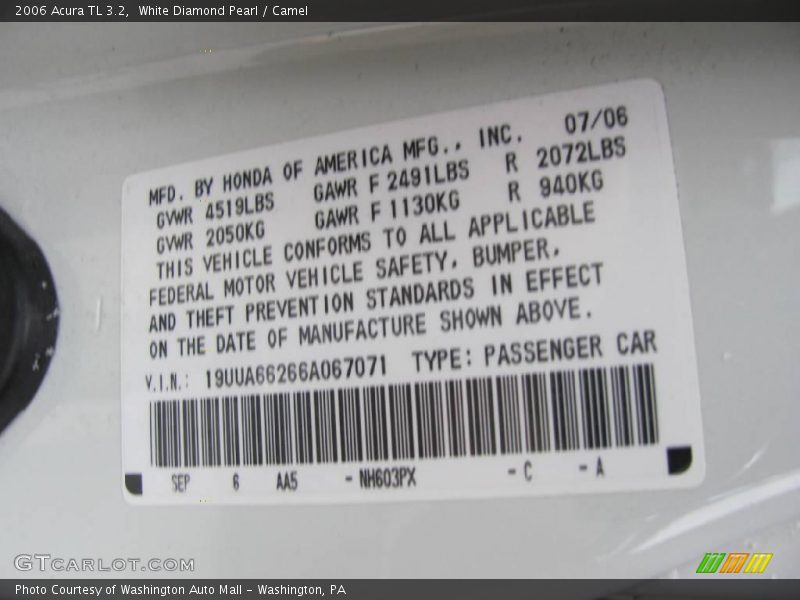 2006 Acura TL 3.2, White Diamond Pearl / Camel
MFD. BY HONDA OF AMERICA MFG., INC. 07/06
GVWR 4519LBS GAWR F 2491LBS R 2072LBS
GVWR 2050KG GAWR F 1130KG R 940KG
THIS VEHICLE CONFORMS TO ALL APPLICABLE
FEDERAL MOTOR VEHICLE SAFETY, BUMPER,
AND THEFT PREVENTION STANDARDS IN EFFECT
ON THE DATE OF MANUFACTURE SHOWN ABOVE.
V.I.N.: 19UUA66266A067071 TYPE: PASSENGER CAR
SEP 6 AA5 - NH603PX - C - A
GTCARLOT.COM
Photo Courtesy of Washington Auto Mall - Washington, PA